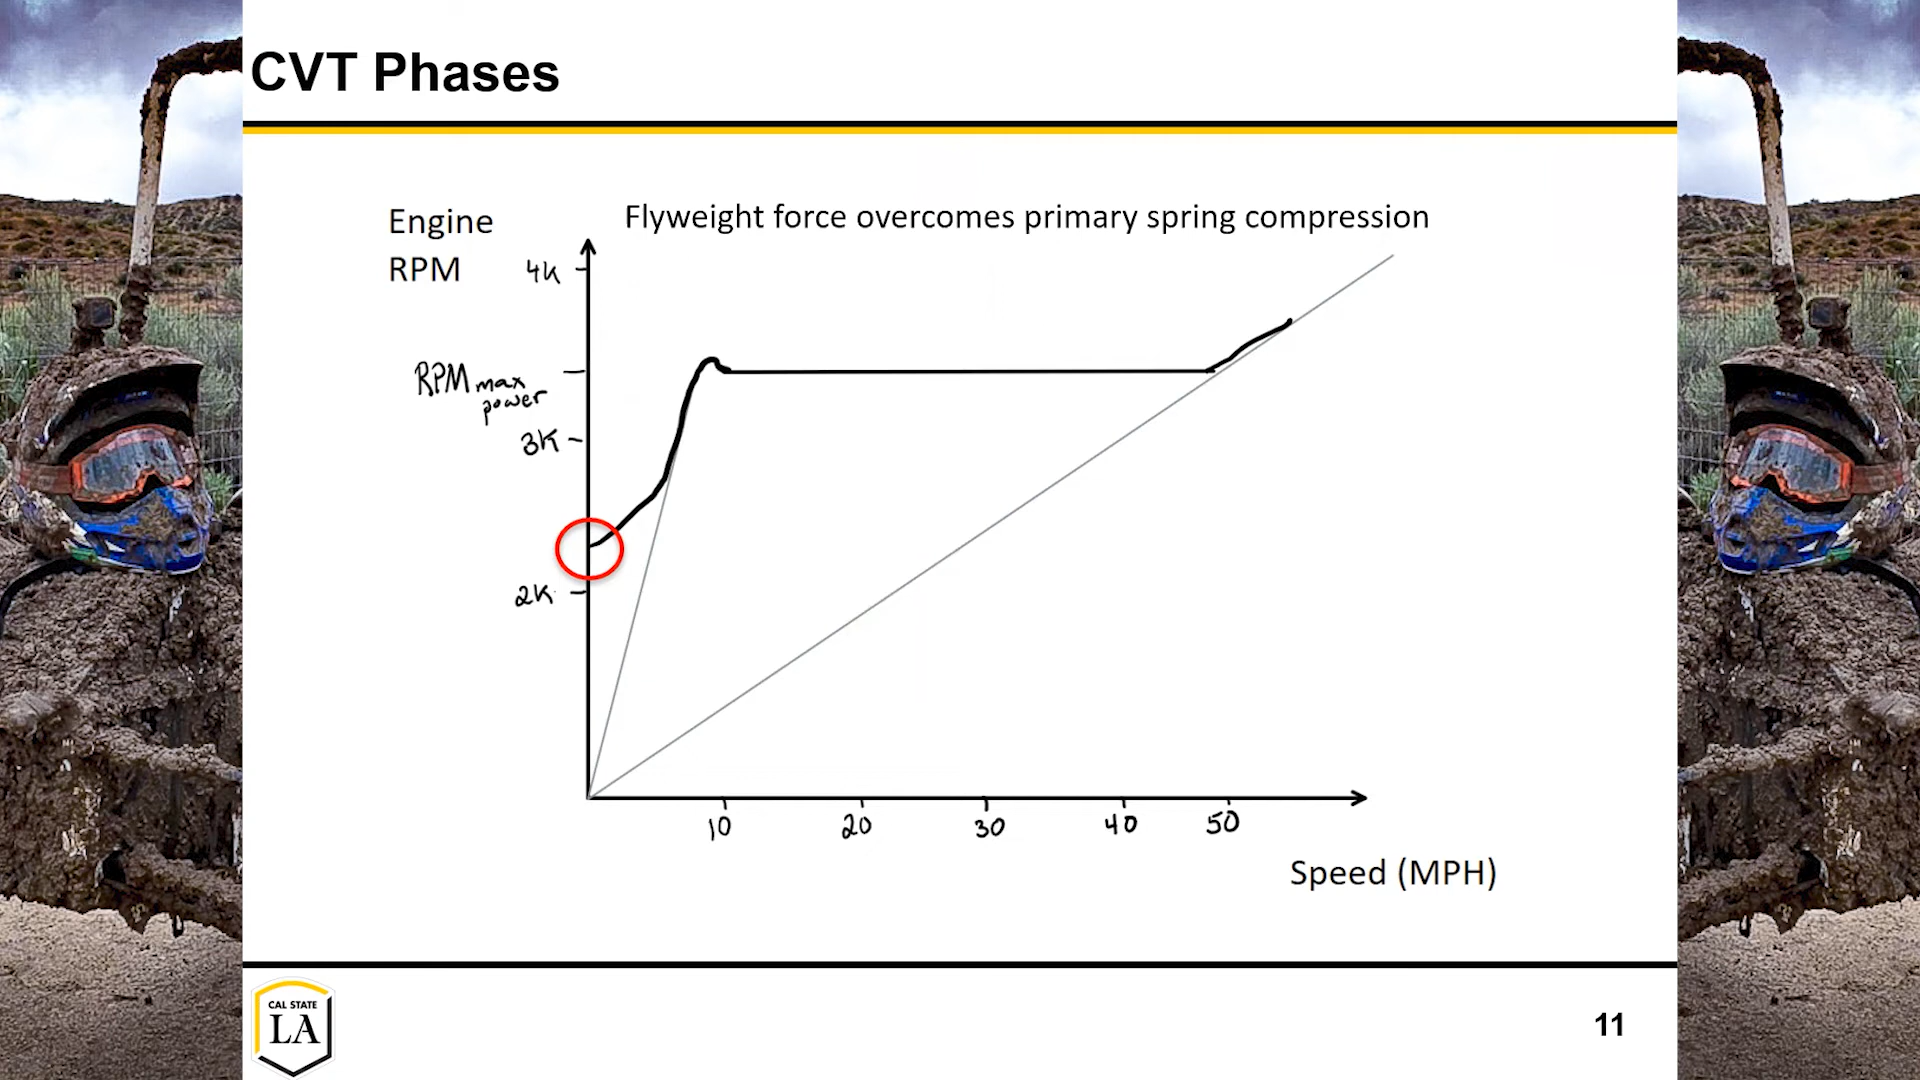 CVT Phases
Engine
RPM
Flyweight force overcomes primary spring compression
4K
RPM max
power
3K
2K
10
20
30
40
50
Speed (MPH)
CAL STATE
LA
11